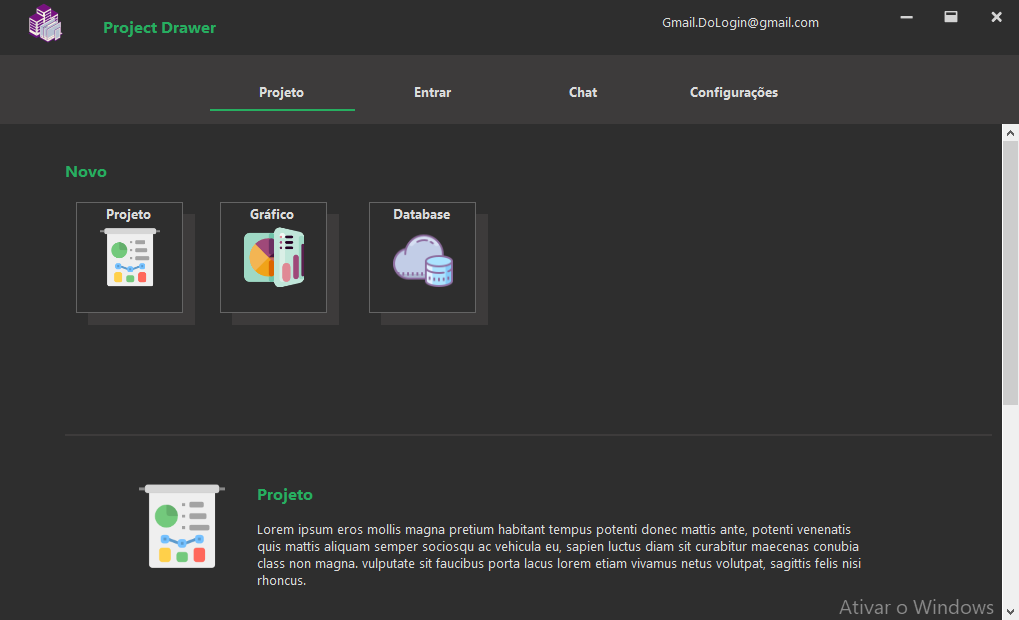 Project Drawer
Gmail.DoLogin@gmail.com
Projeto
Entrar
Chat
Configurações
Novo
Projeto
Gráfico
Database
Projeto
Lorem ipsum eros mollis magna pretium habitant tempus potenti donec mattis ante, potenti venenatis
quis mattis aliquam semper sociosqu ac vehicula eu, sapien luctus diam sit curabitur maecenas conubia
class non magna. vulputate sit faucibus porta lacus lorem etiam vivamus netus volutpat, sagittis felis nisi
rhoncus.
Ativar o Windows